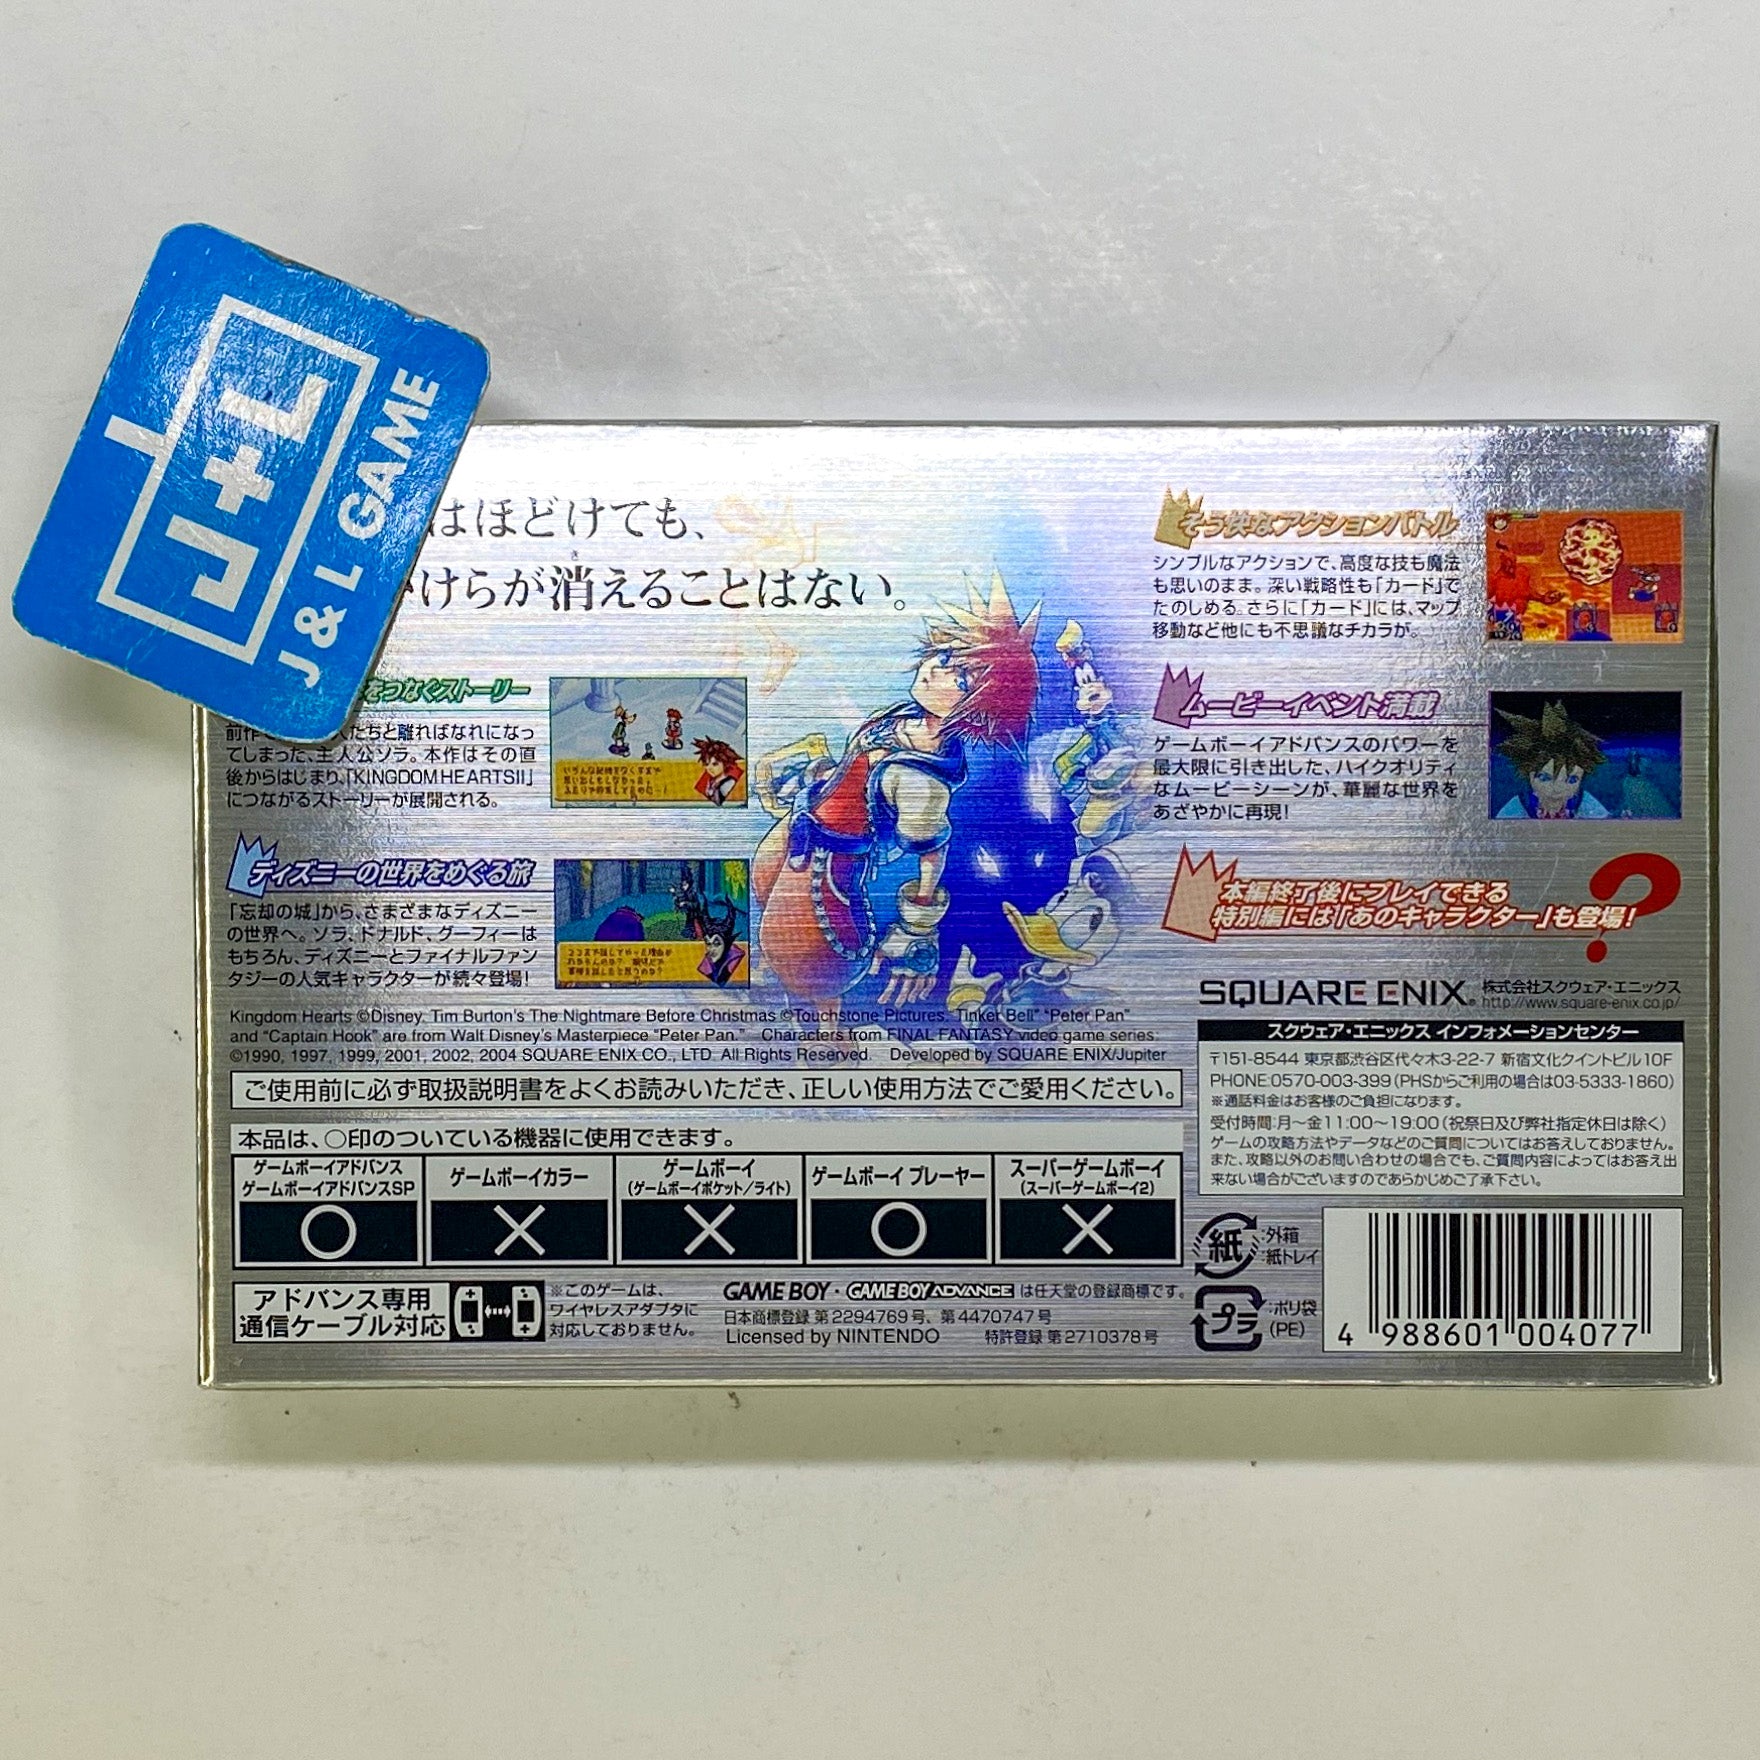 J+L
J & L GAME
はほどけても、
けらが消えることはない。
をつなぐストーリー
前作 人たちと離ればなれになっ
てしまった、主人公ソラ。本作はその直
後からはじまり、「KINGDOM HEARTSII」
につながるストーリーが展開される。
ディズニーの世界をめぐる旅
「忘却の城」から、さまざまなディズニー
の世界へ。ソラ、ドナルド、グーフィーは
もちろん、ディズニーとファイナルファン
タジーの人気キャラクターが続々登場!
そう快なアクションバトル
シンプルなアクションで、高度な技も魔法
も思いのまま。深い戦略性も「カード」で
たのしめる。さらに「カード」には、マップ
移動など他にも不思議なチカラが。
ムービーイベント満載
ゲームボーイアドバンスのパワーを
最大限に引き出した、ハイクオリティ
なムービーシーンが、華麗な世界を
あざやかに再現!
本編終了後にプレイできる
特別編には「あのキャラクター」も登場!
?
Kingdom Hearts ©Disney. Tim Burton's The Nightmare Before Christmas ©Touchstone Pictures. "Tinker Bell" "Peter Pan"
and "Captain Hook" are from Walt Disney's Masterpiece "Peter Pan." Characters from FINAL FANTASY video game series:
©1990, 1997, 1999, 2001, 2002, 2004 SQUARE ENIX CO., LTD. All Rights Reserved. Developed by SQUARE ENIX/Jupiter
ご使用前に必ず取扱説明書をよくお読みいただき、正しい使用方法でご愛用ください。
本品は、○印のついている機器に使用できます。
ゲームボーイアドバンス
ゲームボーイアドバンスSP
ゲームボーイカラー
ゲームボーイ
(ゲームボーイポケット/ライト)
ゲームボーイ プレーヤー
スーパーゲームボーイ
(スーパーゲームボーイ2)
○ × × ○ ×
アドバンス専用
通信ケーブル対応
※このゲームは、
ワイヤレスアダプタに
対応しておりません。
GAME BOY・GAME BOY ADVANCE は任天堂の登録商標です。
日本商標登録 第2294769号、第4470747号
Licensed by NINTENDO 特許登録 第2710378号
SQUARE ENIX® 株式会社スクウェア・エニックス
http://www.square-enix.co.jp/
スクウェア・エニックス インフォメーションセンター
〒151-8544 東京都渋谷区代々木3-22-7 新宿文化クイントビル10F
PHONE:0570-003-399(PHSからご利用の場合は03-5333-1860)
※通話料金はお客様のご負担になります。
受付時間:月~金11:00~19:00(祝祭日及び弊社指定休日は除く)
ゲームの攻略方法やデータなどのご質問についてはお答えしておりません。
また、攻略以外のお問い合わせの場合でも、ご質問内容によってはお答え出
来ない場合がございますのであらかじめご了承下さい。
紙
:外箱
:紙トレイ
プラ
:ポリ袋
(PE)
4 988601 004077